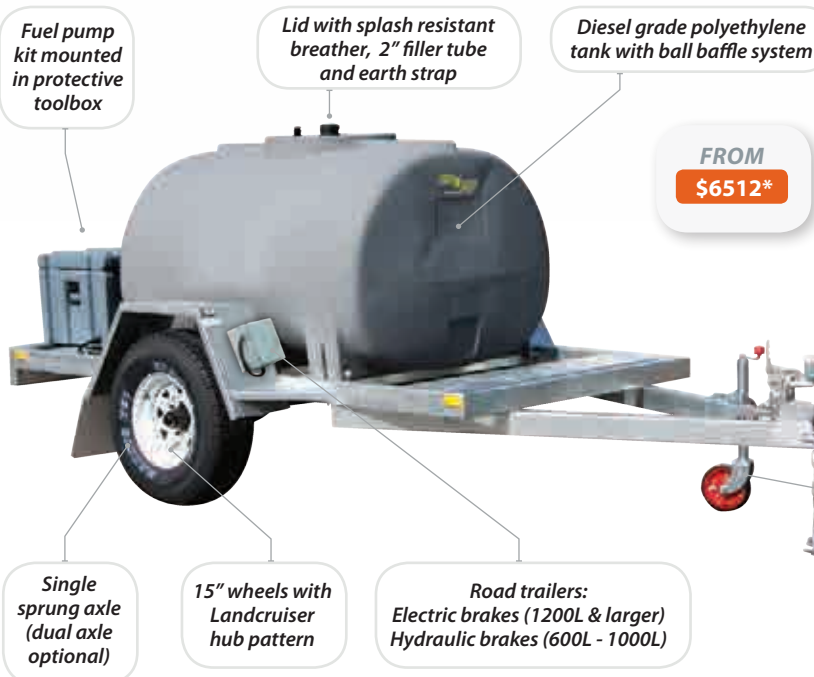 Fuel pump
kit mounted
in protective
toolbox
Lid with splash resistant
breather, 2” filler tube
and earth strap
Diesel grade polyethylene
tank with ball baffle system
FROM
$6512*
Single
sprung axle
(dual axle
optional)
15” wheels with
Landcruiser
hub pattern
Road trailers:
Electric brakes (1200L & larger)
Hydraulic brakes (600L - 1000L)